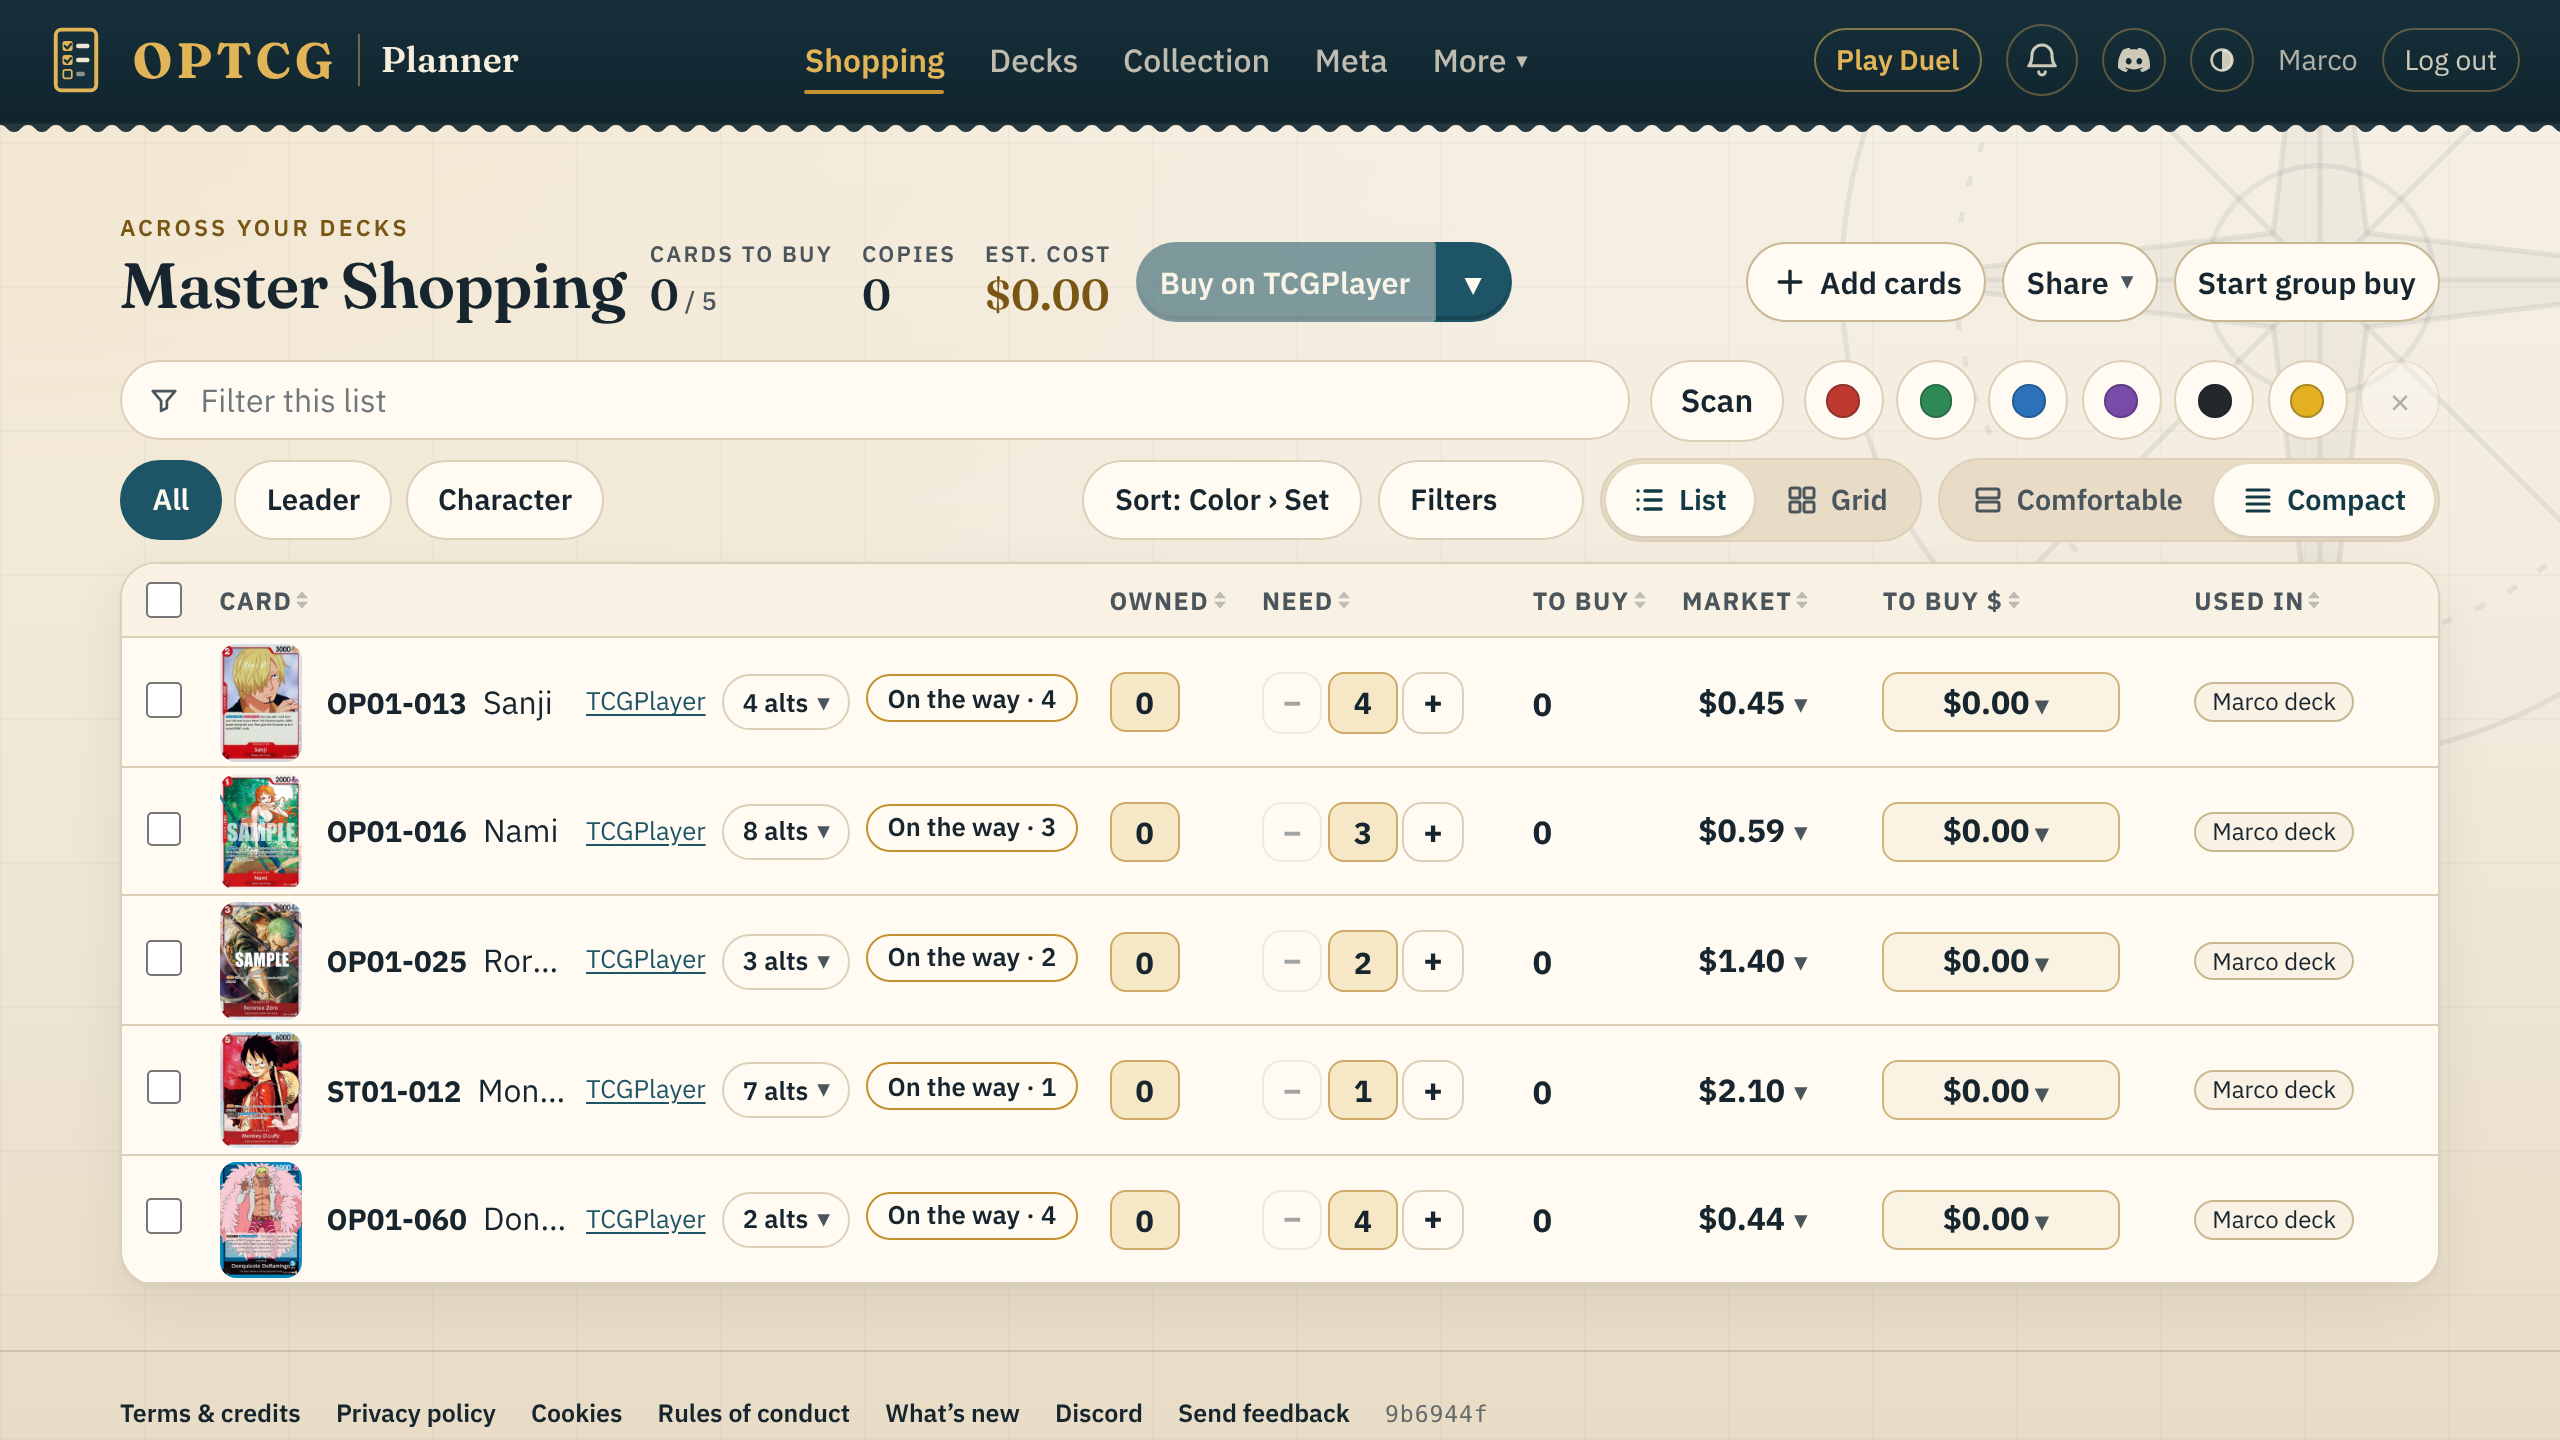 OPTCG Planner Shopping Decks Collection Meta More ▾ Play Duel Marco Log out
ACROSS YOUR DECKS
Master Shopping
CARDS TO BUY COPIES EST. COST
0 / 5 0 $0.00
Buy on TCGPlayer ▾
+ Add cards Share ▾ Start group buy
Filter this list Scan ×
All Leader Character Sort: Color › Set Filters List Grid Comfortable Compact
CARD OWNED NEED TO BUY MARKET TO BUY $ USED IN
OP01-013 Sanji TCGPlayer 4 alts ▾ On the way · 4 0 − 4 + 0 $0.45 ▾ $0.00 ▾ Marco deck
OP01-016 Nami TCGPlayer 8 alts ▾ On the way · 3 0 − 3 + 0 $0.59 ▾ $0.00 ▾ Marco deck
SAMPLE
OP01-025 Ror... TCGPlayer 3 alts ▾ On the way · 2 0 − 2 + 0 $1.40 ▾ $0.00 ▾ Marco deck
SAMPLE
ST01-012 Mon... TCGPlayer 7 alts ▾ On the way · 1 0 − 1 + 0 $2.10 ▾ $0.00 ▾ Marco deck
OP01-060 Don... TCGPlayer 2 alts ▾ On the way · 4 0 − 4 + 0 $0.44 ▾ $0.00 ▾ Marco deck
Terms & credits Privacy policy Cookies Rules of conduct What's new Discord Send feedback 9b6944f